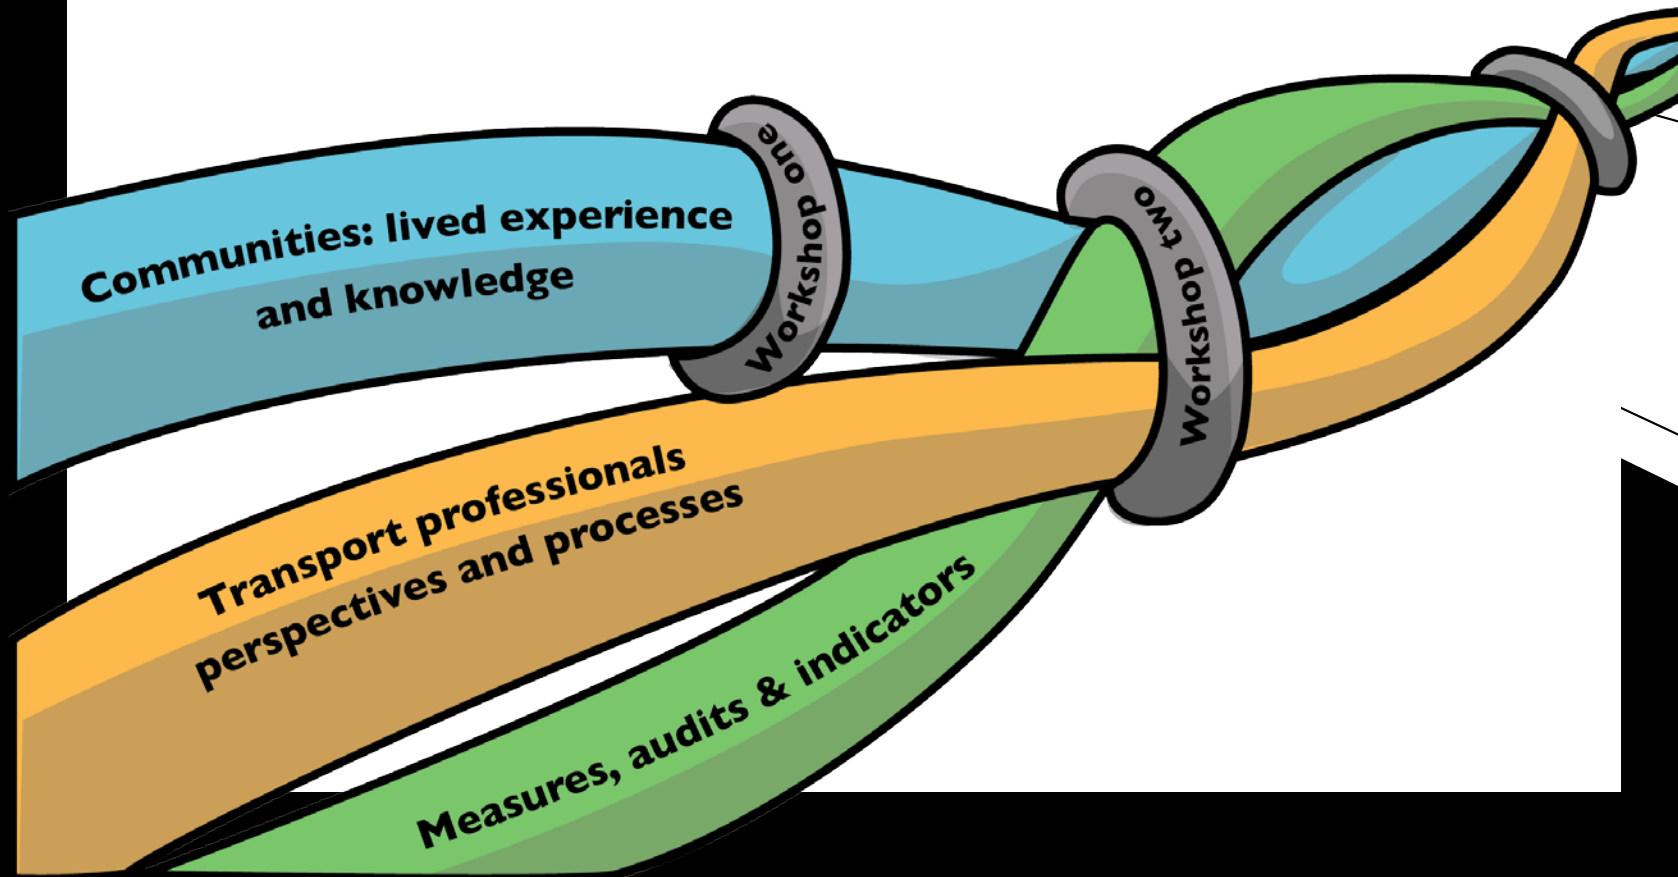 Communities: lived experience
and knowledge
Workshop one
Workshop two
Transport professionals
perspectives and processes
Measures, audits & indicators